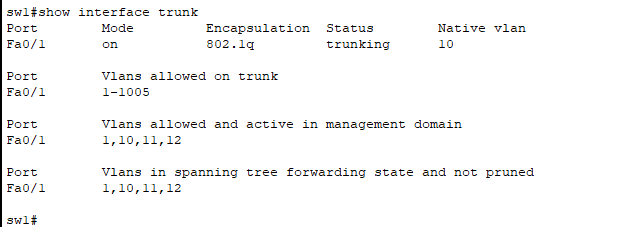 sw1#show interface trunk
Port        Mode         Encapsulation  Status        Native vlan
Fa0/1       on           802.1q         trunking      10
Port        Vlans allowed on trunk
Fa0/1       1-1005
Port        Vlans allowed and active in management domain
Fa0/1       1,10,11,12
Port        Vlans in spanning tree forwarding state and not pruned
Fa0/1       1,10,11,12
sw1#